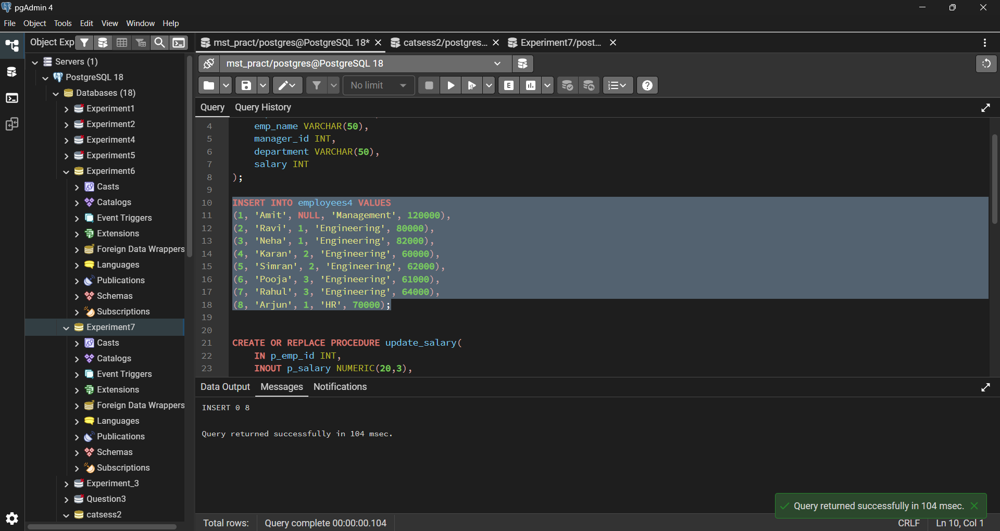 pgAdmin 4
File Object Tools Edit View Window Help
Object Exp
mst_pract/postgres@PostgreSQL 18*
catsess2/postgres...
Experiment7/post...
Servers (1)
PostgreSQL 18
Databases (18)
Experiment1
Experiment2
Experiment4
Experiment5
Experiment6
Casts
Catalogs
Event Triggers
Extensions
Foreign Data Wrappers
Languages
Publications
Schemas
Subscriptions
Experiment7
Casts
Catalogs
Event Triggers
Extensions
Foreign Data Wrappers
Languages
Publications
Schemas
Subscriptions
Experiment_3
Question3
catsess2
mst_pract/postgres@PostgreSQL 18
No limit
E
Query Query History
4 emp_name VARCHAR(50),
5 manager_id INT,
6 department VARCHAR(50),
7 salary INT
8 );
9
10 INSERT INTO employees4 VALUES
11 (1, 'Amit', NULL, 'Management', 120000),
12 (2, 'Ravi', 1, 'Engineering', 80000),
13 (3, 'Neha', 1, 'Engineering', 82000),
14 (4, 'Karan', 2, 'Engineering', 60000),
15 (5, 'Simran', 2, 'Engineering', 62000),
16 (6, 'Pooja', 3, 'Engineering', 61000),
17 (7, 'Rahul', 3, 'Engineering', 64000),
18 (8, 'Arjun', 1, 'HR', 70000);
19
20
21 CREATE OR REPLACE PROCEDURE update_salary(
22 IN p_emp_id INT,
23 INOUT p_salary NUMERIC(20,3),
Data Output Messages Notifications
INSERT 0 8
Query returned successfully in 104 msec.
Query returned successfully in 104 msec.
Total rows: Query complete 00:00:00.104 CRLF Ln 10, Col 1